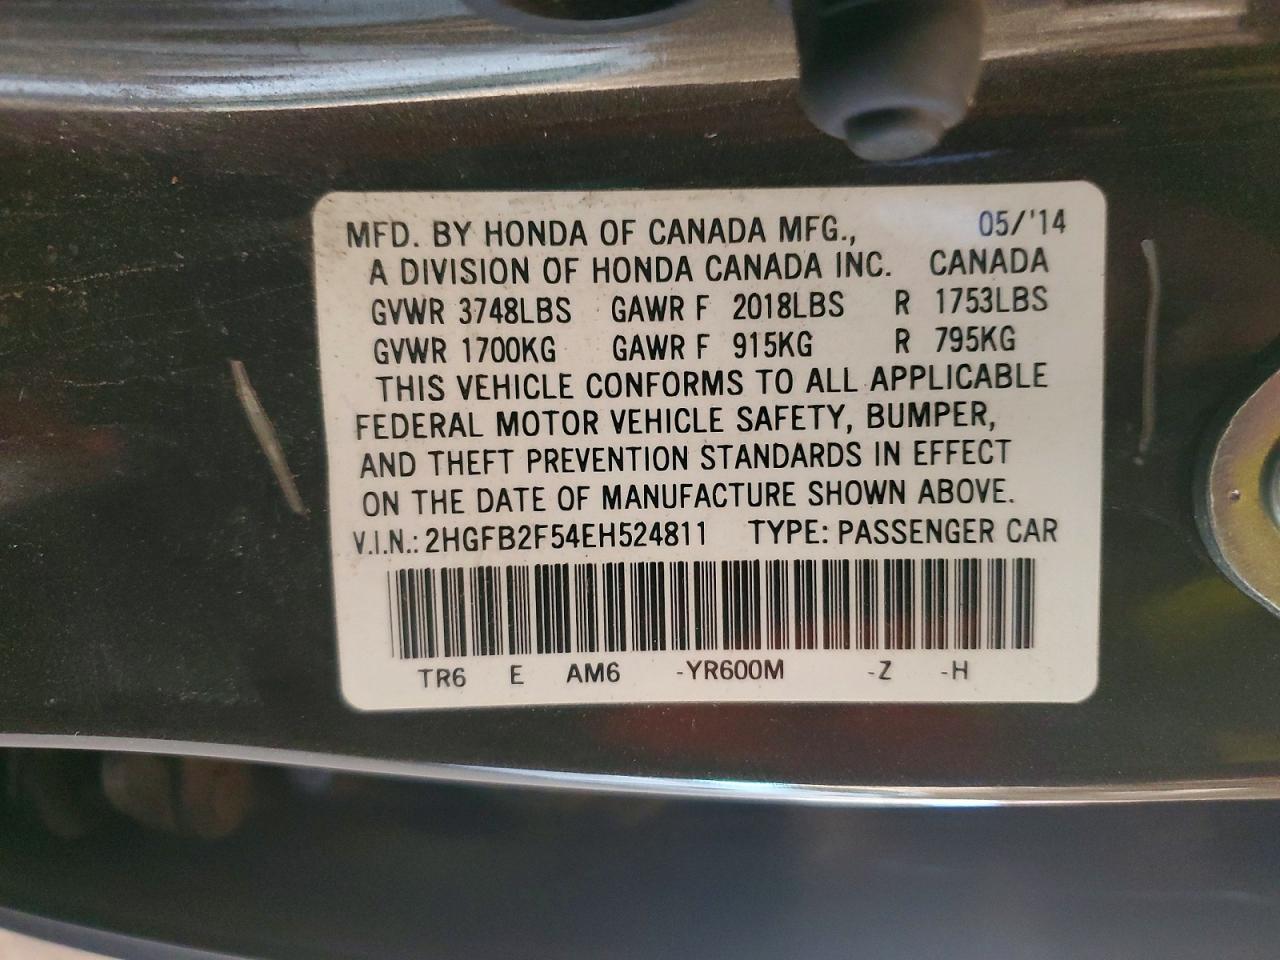 MFD. BY HONDA OF CANADA MFG., 05/'14
A DIVISION OF HONDA CANADA INC. CANADA
GVWR 3748LBS GAWR F 2018LBS R 1753LBS
GVWR 1700KG GAWR F 915KG R 795KG
THIS VEHICLE CONFORMS TO ALL APPLICABLE
FEDERAL MOTOR VEHICLE SAFETY, BUMPER,
AND THEFT PREVENTION STANDARDS IN EFFECT
ON THE DATE OF MANUFACTURE SHOWN ABOVE.
V.I.N.: 2HGFB2F54EH524811 TYPE: PASSENGER CAR
TR6 E AM6 -YR600M -Z -H